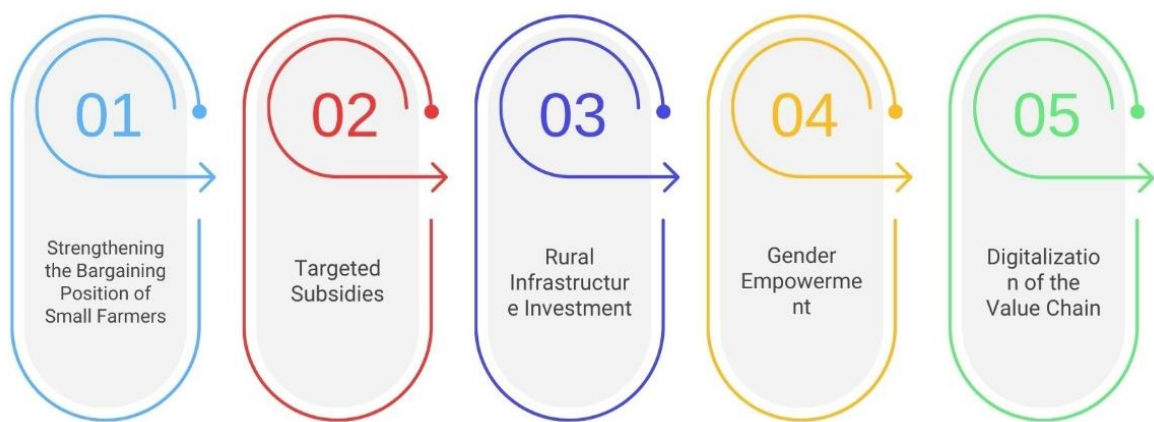 01
Strengthening
the Bargaining
Position of
Small Farmers
02
Targeted
Subsidies
03
Rural
Infrastructur
e Investment
04
Gender
Empowerme
nt
05
Digitalizatio
n of the
Value Chain